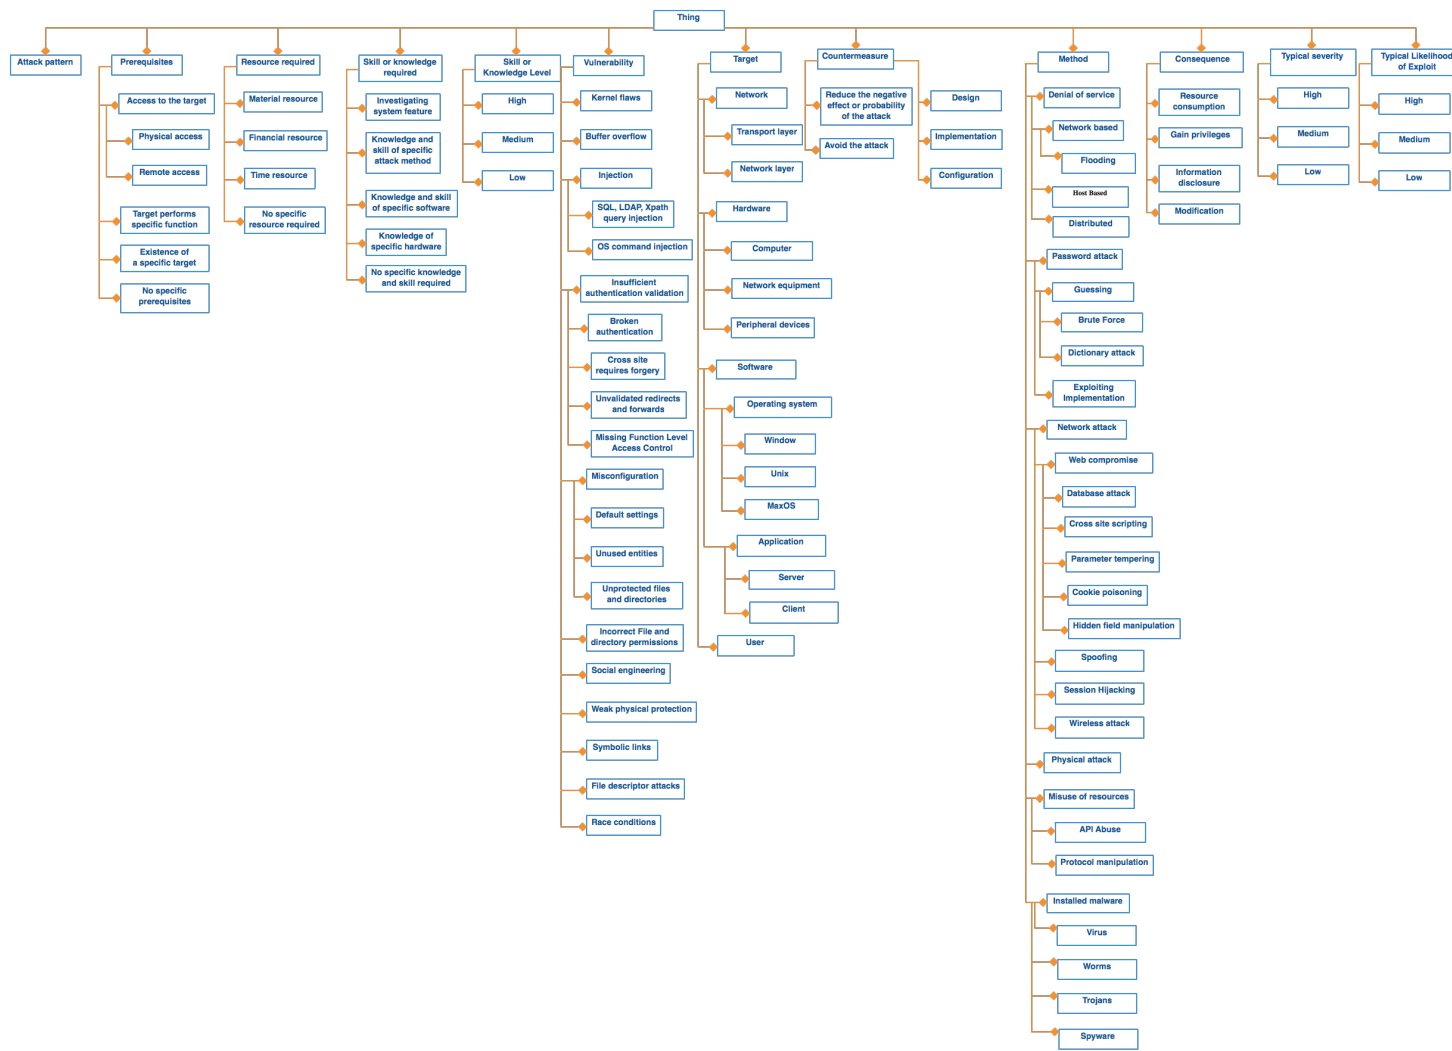 Thing
Attack pattern
Prerequisites
Access to the target
Physical access
Remote access
Target performs
specific function
Existence of
a specific target
No specific
prerequisites
Resource required
Material resource
Financial resource
Time resource
No specific
resource required
Skill or knowledge
required
Investigating
system feature
Knowledge and
skill of specific
attack method
Knowledge and skill
of specific software
Knowledge of
specific hardware
No specific knowledge
and skill required
Skill or
Knowledge Level
High
Medium
Low
Vulnerability
Kernel flaws
Buffer overflow
Injection
SQL, LDAP, Xpath
query injection
OS command injection
Insufficient
authentication validation
Broken
authentication
Cross site
requires forgery
Unvalidated redirects
and forwards
Missing Function Level
Access Control
Misconfiguration
Default settings
Unused entities
Unprotected files
and directories
Incorrect File and
directory permissions
Social engineering
Weak physical protection
Symbolic links
File descriptor attacks
Race conditions
Target
Network
Transport layer
Network layer
Hardware
Computer
Network equipment
Peripheral devices
Software
Operating system
Window
Unix
MaxOS
Application
Server
Client
User
Countermeasure
Reduce the negative
effect or probability
of the attack
Avoid the attack
Design
Implementation
Configuration
Method
Denial of service
Network based
Flooding
Host Based
Distributed
Password attack
Guessing
Brute Force
Dictionary attack
Exploiting
Implementation
Network attack
Web compromise
Database attack
Cross site scripting
Parameter tempering
Cookie poisoning
Hidden field manipulation
Spoofing
Session Hijacking
Wireless attack
Physical attack
Misuse of resources
API Abuse
Protocol manipulation
Installed malware
Virus
Worms
Trojans
Spyware
Consequence
Resource
consumption
Gain privileges
Information
disclosure
Modification
Typical severity
High
Medium
Low
Typical Likelihood
of Exploit
High
Medium
Low